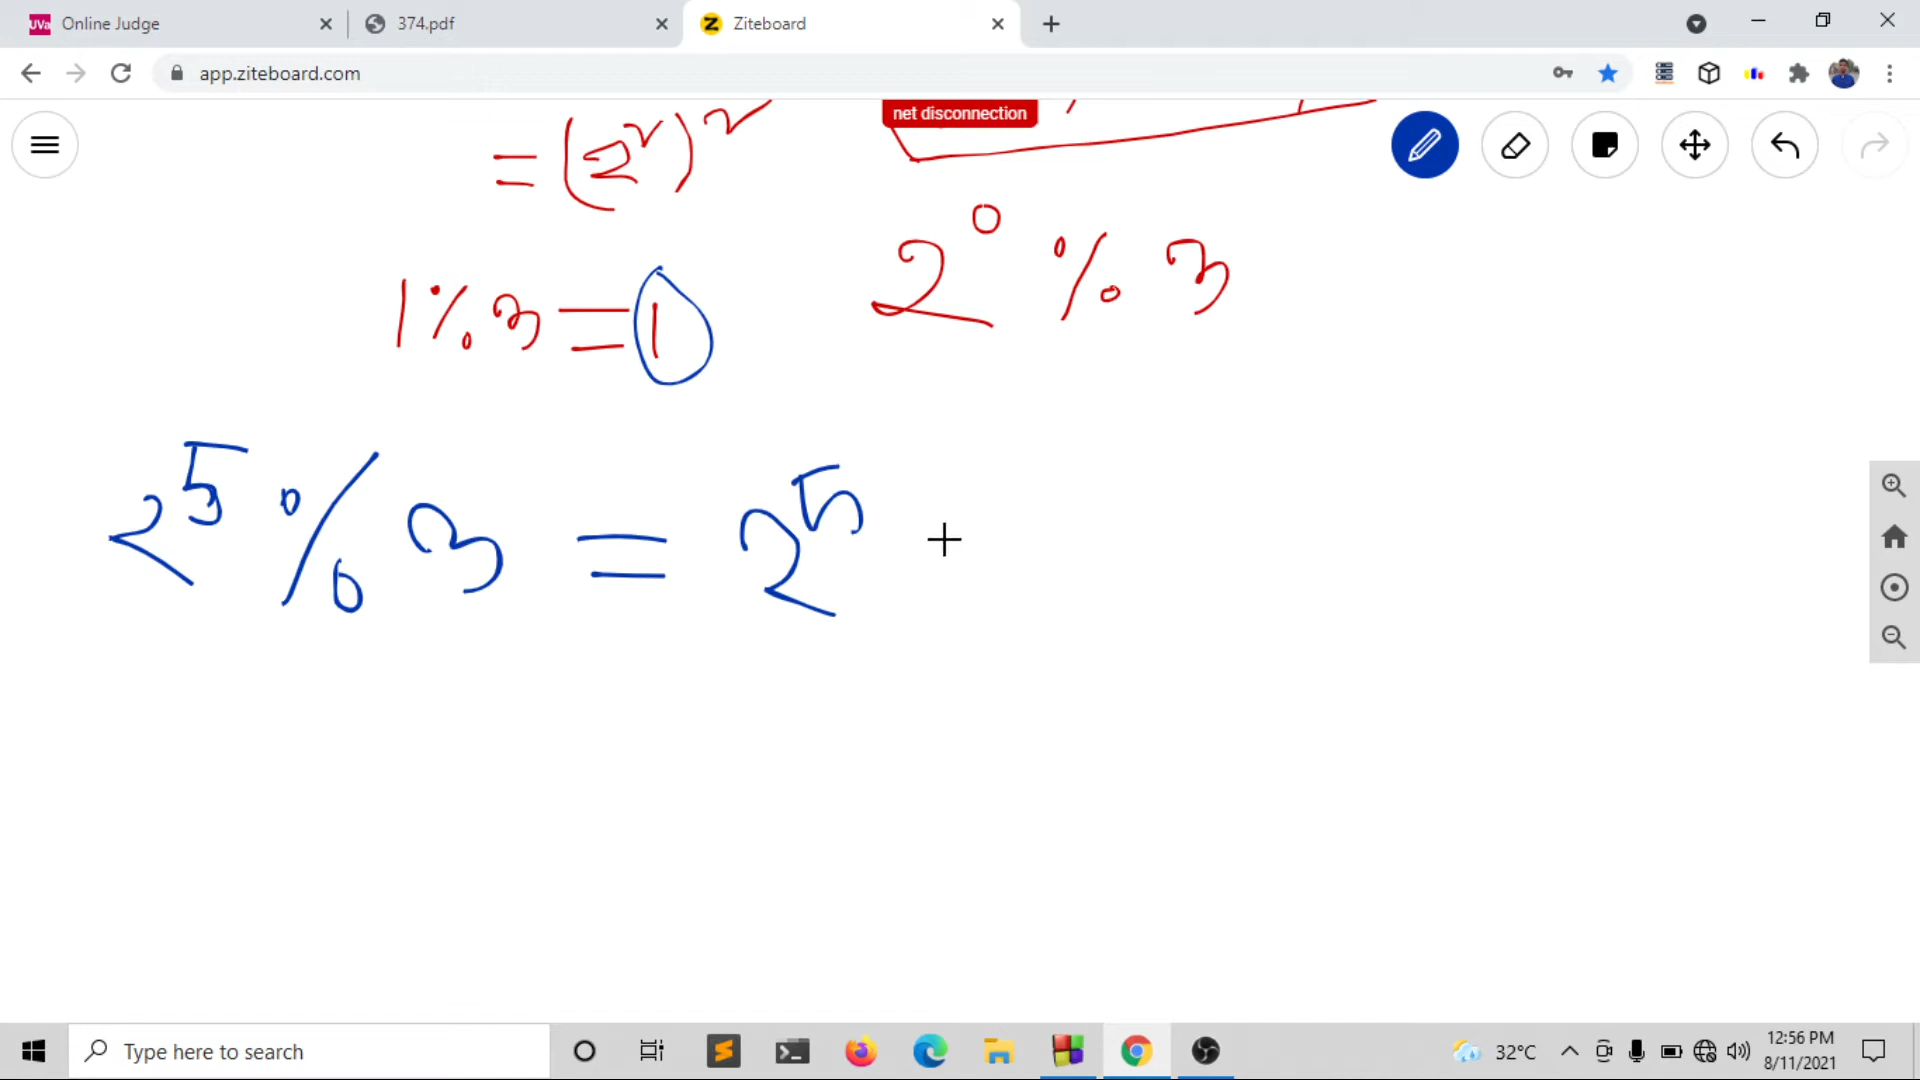 Online Judge
374.pdf
Ziteboard
app.ziteboard.com
net disconnection
= (2²)²
2⁰ % 3
1 % 3 = 1
2⁵ % 3 = 2⁵
Type here to search
32°C
12:56 PM
8/11/2021